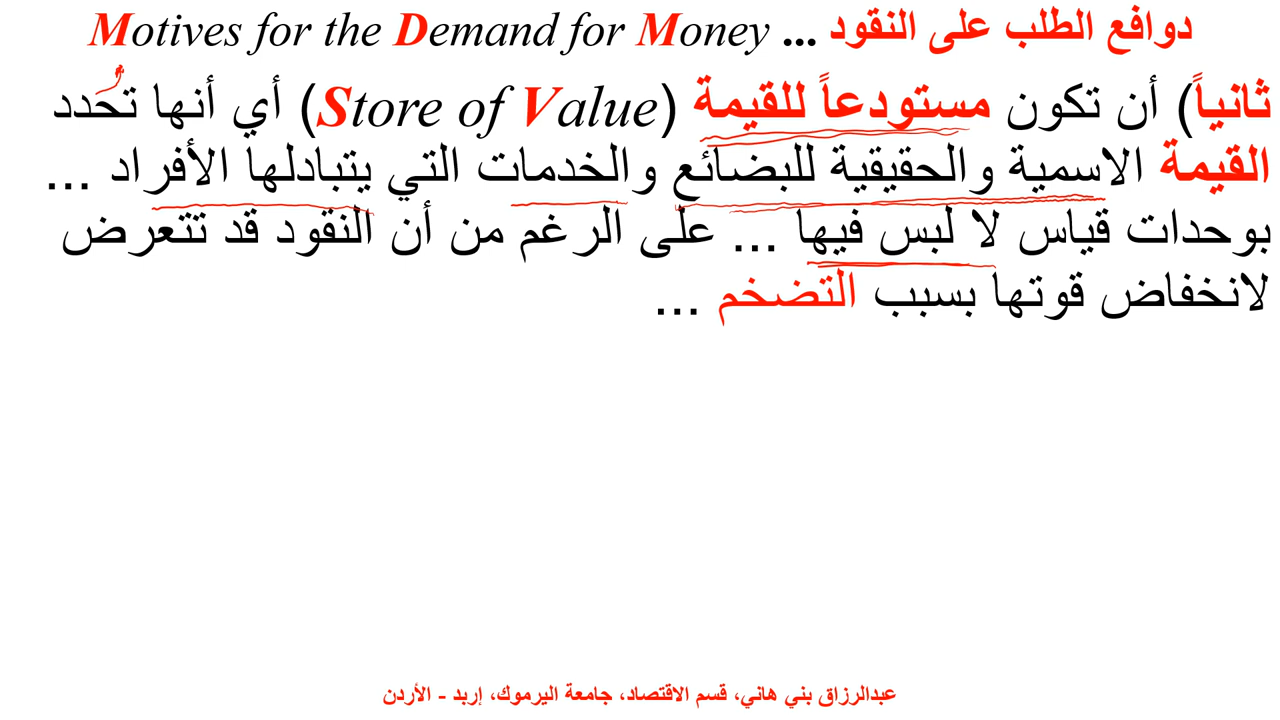 دوافع الطلب على النقود ... Motives for the Demand for Money
ثانياً) أن تكون مستودعاً للقيمة (Store of Value) أي أنها تحدد
القيمة الاسمية والحقيقية للبضائع والخدمات التي يتبادلها الأفراد ...
بوحدات قياس لا لبس فيها ... على الرغم من أن النقود قد تتعرض
لانخفاض قوتها بسبب التضخم ...
عبدالرزاق بني هاني، قسم الاقتصاد، جامعة اليرموك، إربد - الأردن